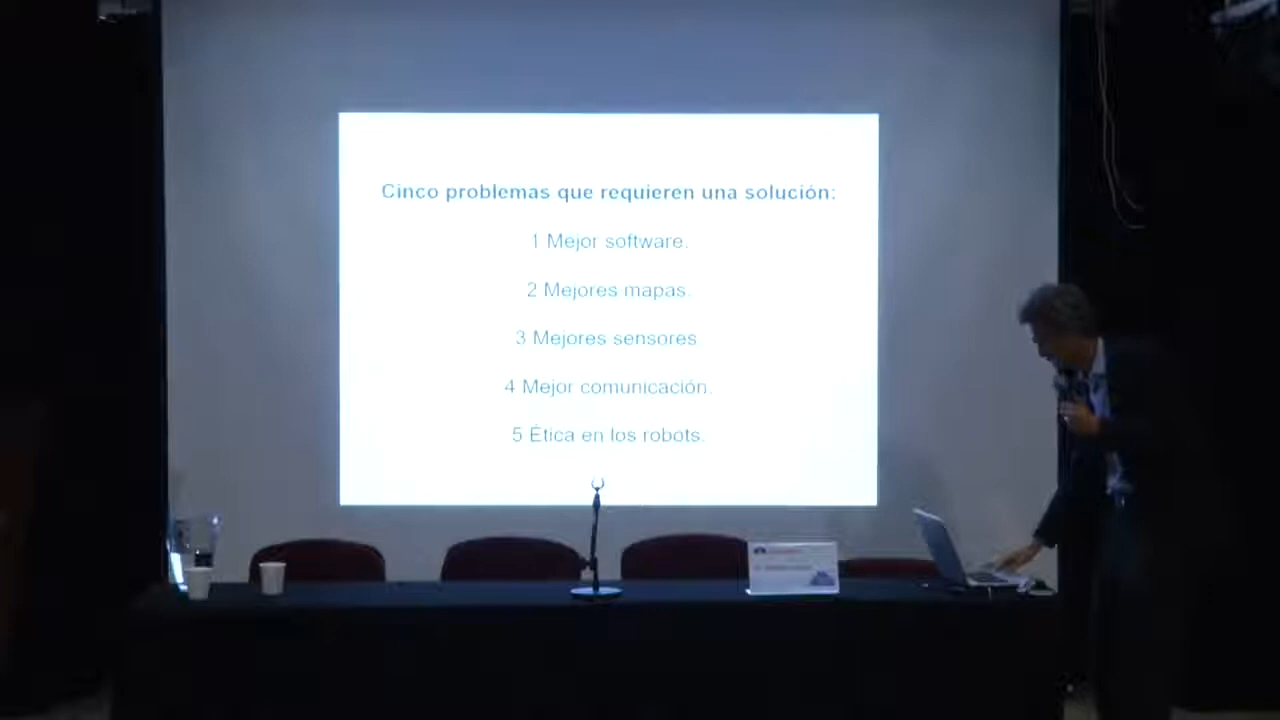 Cinco problemas que requieren una solución:
1 Mejor software.
2 Mejores mapas.
3 Mejores sensores
4 Mejor comunicación.
5 Ética en los robots.